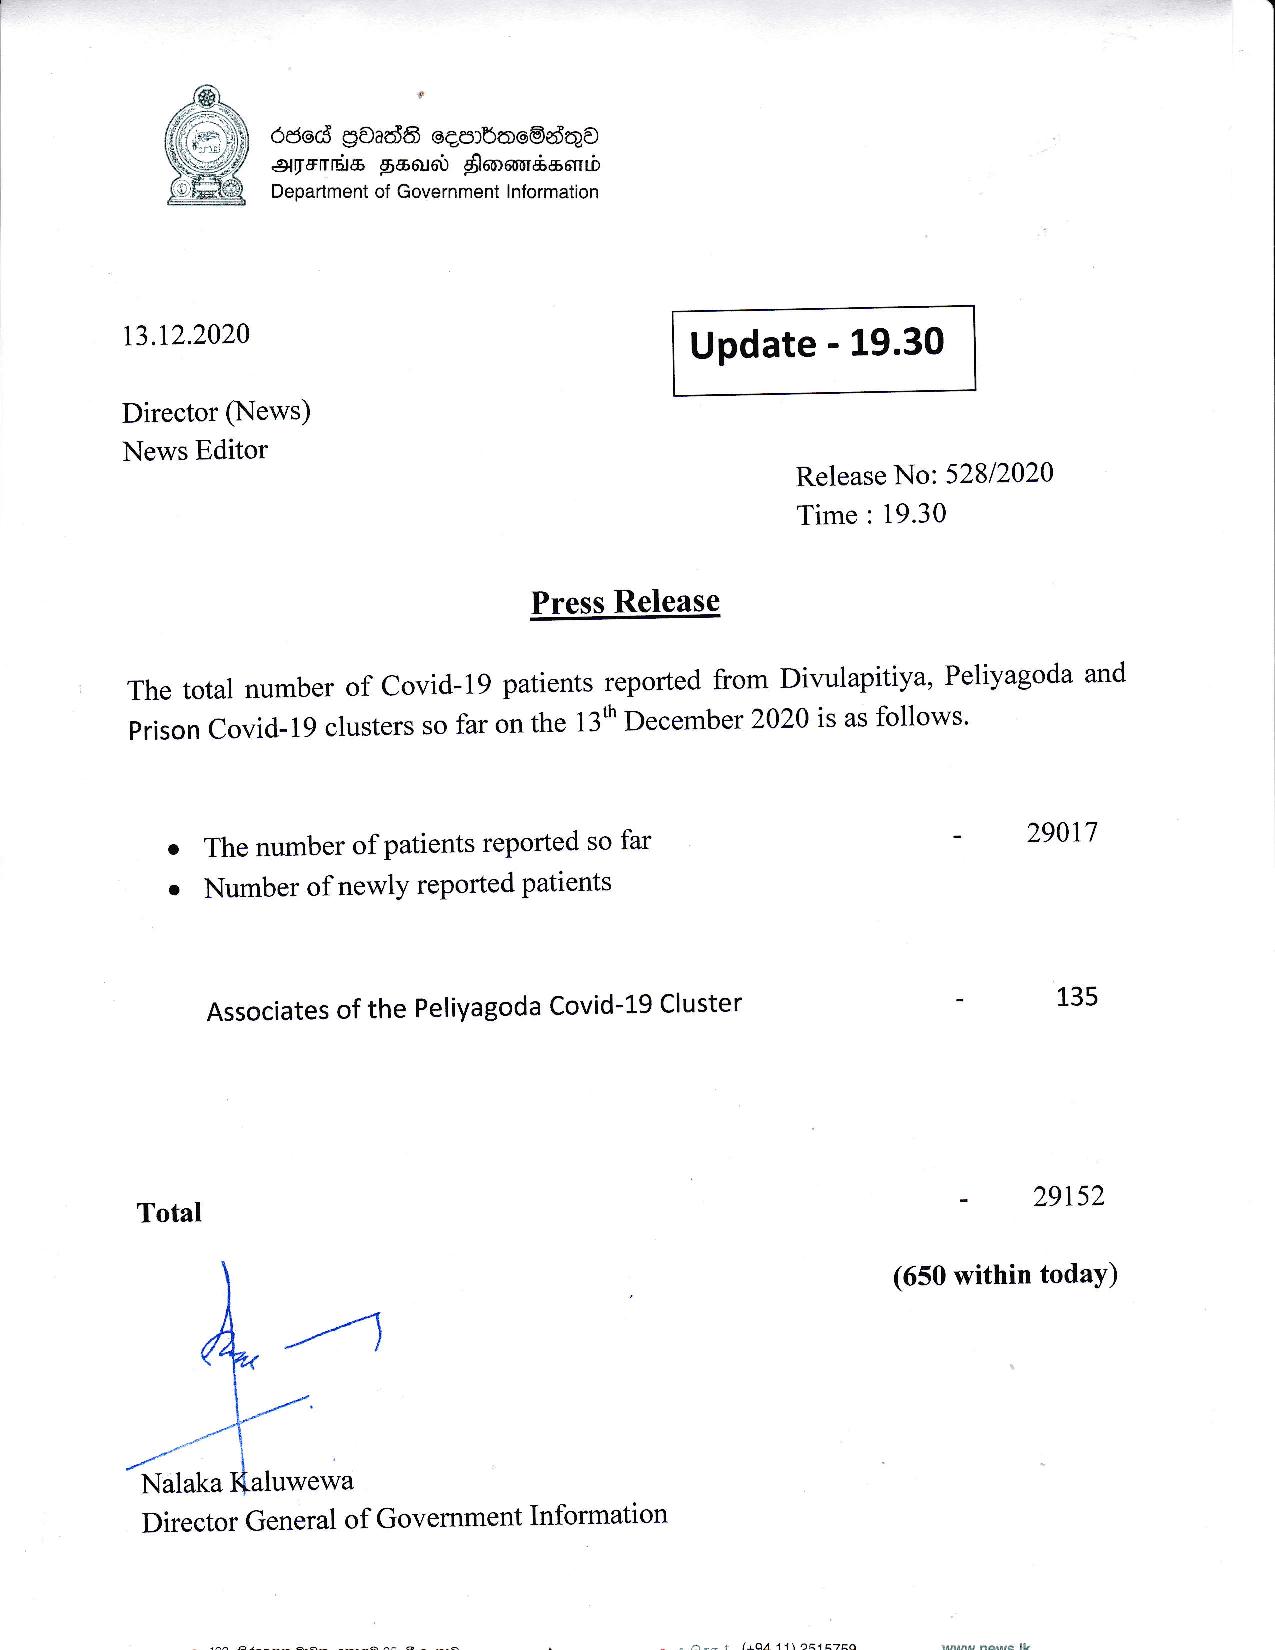 රජයේ ප්‍රවෘත්ති දෙපාර්තමේන්තුව
அரசாங்க தகவல் திணைக்களம்
Department of Government Information
13.12.2020
Update - 19.30
Director (News)
News Editor
Release No: 528/2020
Time : 19.30
Press Release
The total number of Covid-19 patients reported from Divulapitiya, Peliyagoda and
Prison Covid-19 clusters so far on the 13th December 2020 is as follows.
• The number of patients reported so far - 29017
• Number of newly reported patients
Associates of the Peliyagoda Covid-19 Cluster - 135
Total - 29152
(650 within today)
Nalaka Kaluwewa
Director General of Government Information
(+94 11) 2515759 www.news.lk